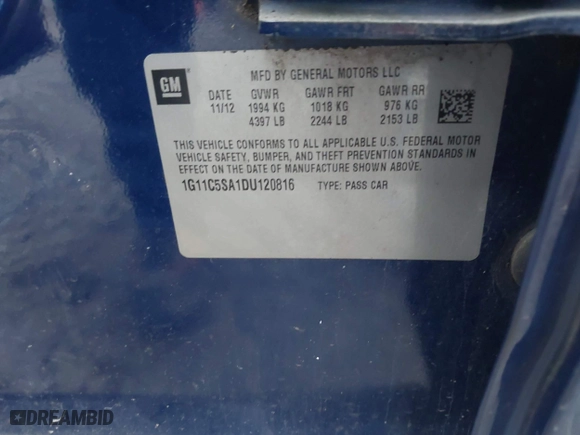 MFD BY GENERAL MOTORS LLC
GM
DATE GVWR GAWR FRT GAWR RR
11/12 1994 KG 1018 KG 976 KG
4397 LB 2244 LB 2153 LB
THIS VEHICLE CONFORMS TO ALL APPLICABLE U.S. FEDERAL MOTOR
VEHICLE SAFETY, BUMPER, AND THEFT PREVENTION STANDARDS IN
EFFECT ON THE DATE OF MANUFACTURE SHOWN ABOVE.
1G11C5SA1DU120816 TYPE: PASS CAR
DREAMBID